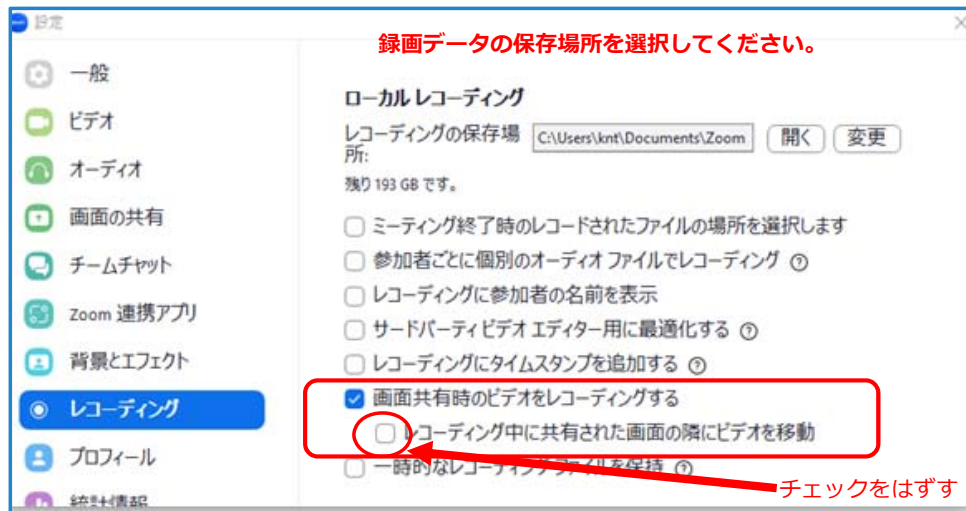 設定
録画データの保存場所を選択してください。
一般
ビデオ
オーディオ
画面の共有
チームチャット
Zoom 連携アプリ
背景とエフェクト
レコーディング
プロフィール
統計情報
ローカル レコーディング
レコーディングの保存場
所:
C:\Users\knt\Documents\Zoom
開く
変更
残り 193 GB です。
ミーティング終了時のレコードされたファイルの場所を選択します
参加者ごとに個別のオーディオ ファイルでレコーディング
レコーディングに参加者の名前を表示
サードパーティビデオ エディター用に最適化する
レコーディングにタイムスタンプを追加する
画面共有時のビデオをレコーディングする
レコーディング中に共有された画面の隣にビデオを移動
一時的なレコーディングファイルを保持
チェックをはずす